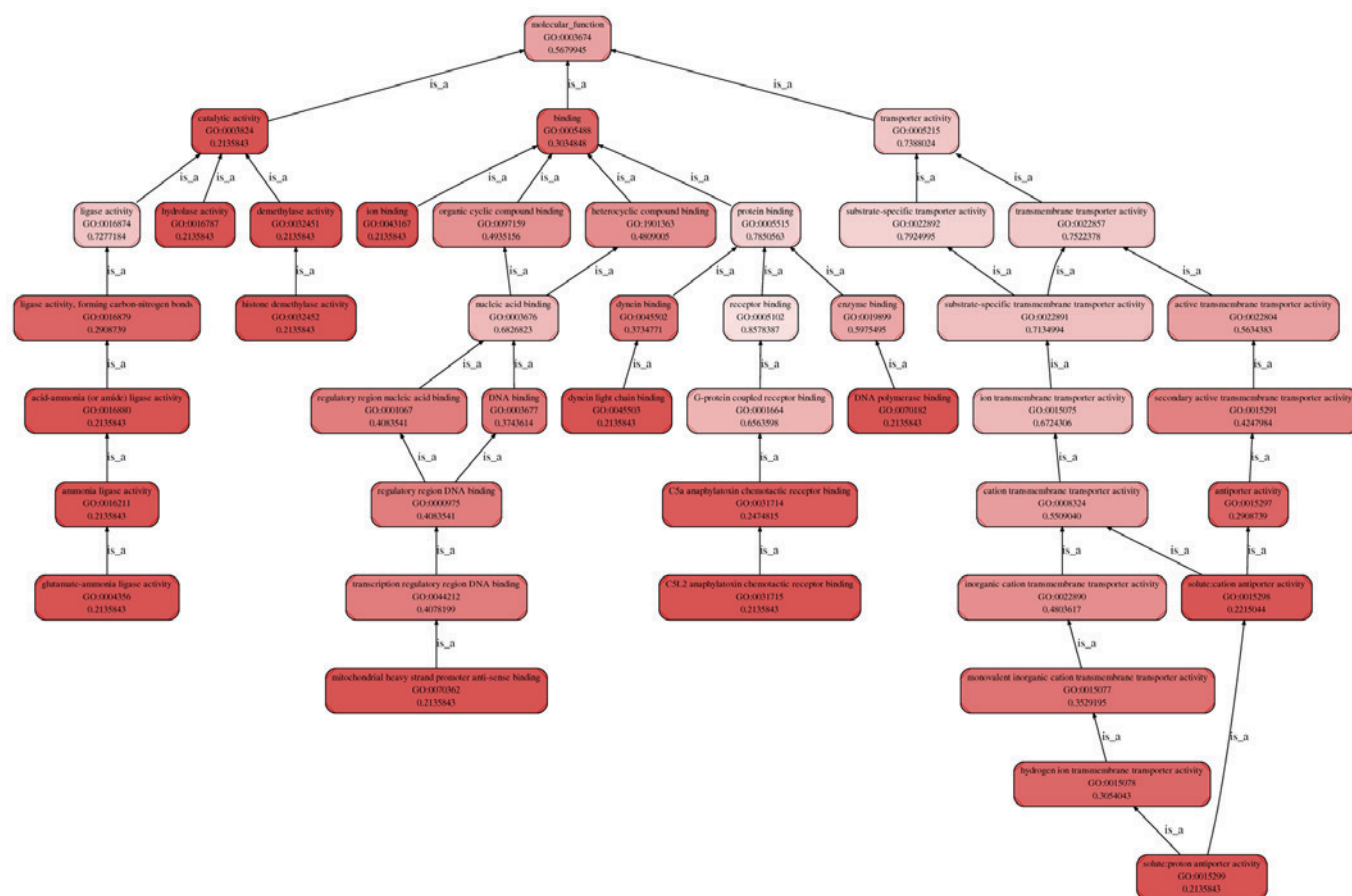 molecular_function
GO:0003674
0.5679945
is_a
is_a
is_a
catalytic activity
GO:0003824
0.2135843
binding
GO:0005488
0.3034848
transporter activity
GO:0005215
0.7388024
is_a
is_a
is_a
is_a
is_a
is_a
is_a
is_a
is_a
ligase activity
GO:0016874
0.7277184
hydrolase activity
GO:0016787
0.2135843
demethylase activity
GO:0032451
0.2135843
ion binding
GO:0043167
0.2135843
organic cyclic compound binding
GO:0097159
0.4935156
heterocyclic compound binding
GO:1901363
0.4809005
protein binding
GO:0005515
0.7850563
substrate-specific transporter activity
GO:0022892
0.7924995
transmembrane transporter activity
GO:0022857
0.7522378
is_a
is_a
is_a
is_a
is_a
is_a
is_a
is_a
is_a
is_a
ligase activity, forming carbon-nitrogen bonds
GO:0016879
0.2908739
histone demethylase activity
GO:0032452
0.2135843
nucleic acid binding
GO:0003676
0.6826823
dynein binding
GO:0045502
0.3734771
receptor binding
GO:0005102
0.8578387
enzyme binding
GO:0019899
0.5975495
substrate-specific transmembrane transporter activity
GO:0022891
0.7134994
active transmembrane transporter activity
GO:0022804
0.5634383
is_a
is_a
is_a
is_a
is_a
is_a
is_a
is_a
acid-ammonia (or amide) ligase activity
GO:0016880
0.2135843
regulatory region nucleic acid binding
GO:0001067
0.4083541
DNA binding
GO:0003677
0.3743614
dynein light chain binding
GO:0045503
0.2135843
G-protein coupled receptor binding
GO:0001664
0.6563598
DNA polymerase binding
GO:0070182
0.2135843
ion transmembrane transporter activity
GO:0015075
0.6724306
secondary active transmembrane transporter activity
GO:0015291
0.4247984
is_a
is_a
is_a
is_a
is_a
is_a
ammonia ligase activity
GO:0016211
0.2135843
regulatory region DNA binding
GO:0000975
0.4083541
C5a anaphylatoxin chemotactic receptor binding
GO:0031714
0.2474815
cation transmembrane transporter activity
GO:0008324
0.5509040
antiporter activity
GO:0015297
0.2908739
is_a
is_a
is_a
is_a
is_a
is_a
glutamate-ammonia ligase activity
GO:0004356
0.2135843
transcription regulatory region DNA binding
GO:0044212
0.4078199
C5L2 anaphylatoxin chemotactic receptor binding
GO:0031715
0.2135843
inorganic cation transmembrane transporter activity
GO:0022890
0.4803617
solute:cation antiporter activity
GO:0015298
0.2215044
is_a
is_a
mitochondrial heavy strand promoter anti-sense binding
GO:0070362
0.2135843
monovalent inorganic cation transmembrane transporter activity
GO:0015077
0.3529195
is_a
is_a
hydrogen ion transmembrane transporter activity
GO:0015078
0.3054043
is_a
solute:proton antiporter activity
GO:0015299
0.2135843